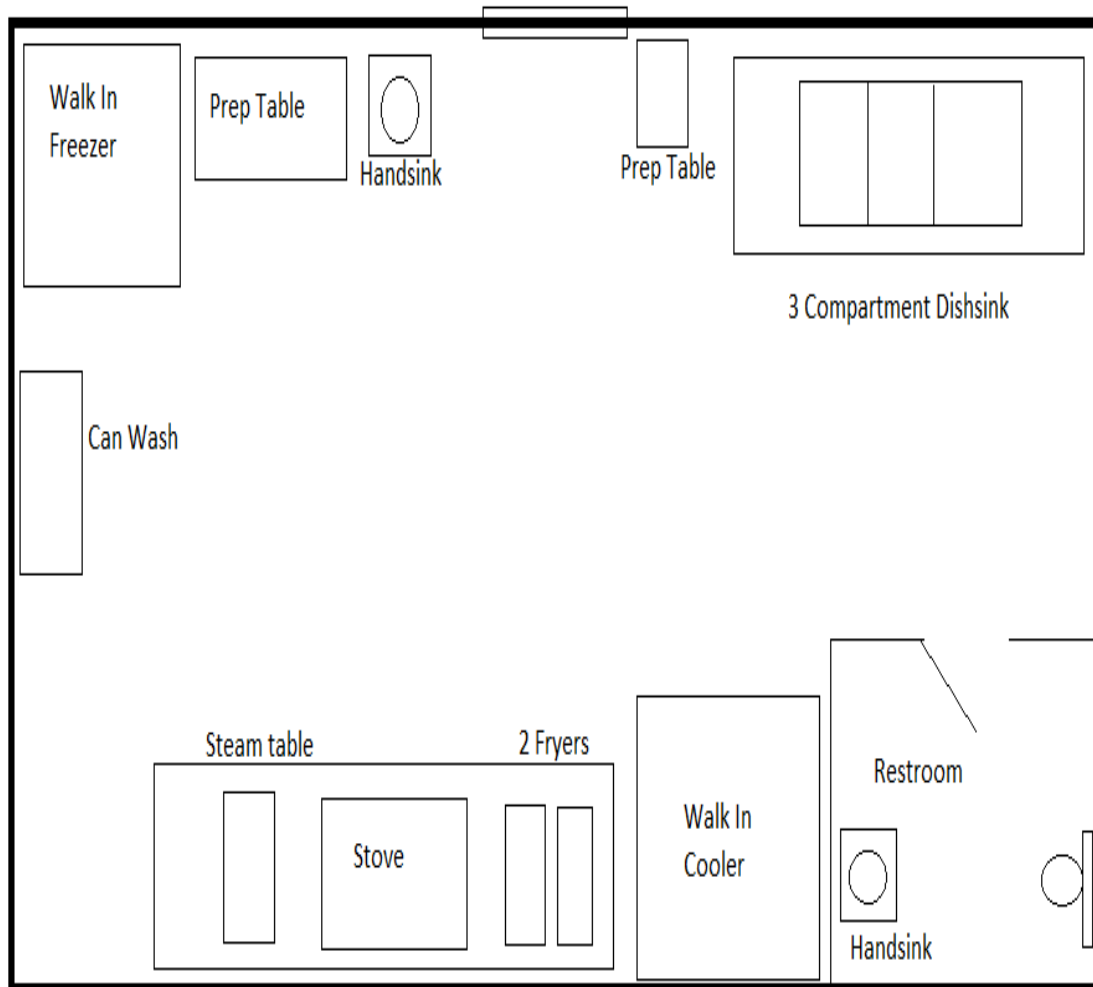 Walk In
Freezer
Prep Table
Handsink
Prep Table
3 Compartment Dishsink
Can Wash
Steam table
2 Fryers
Stove
Walk In
Cooler
Restroom
Handsink